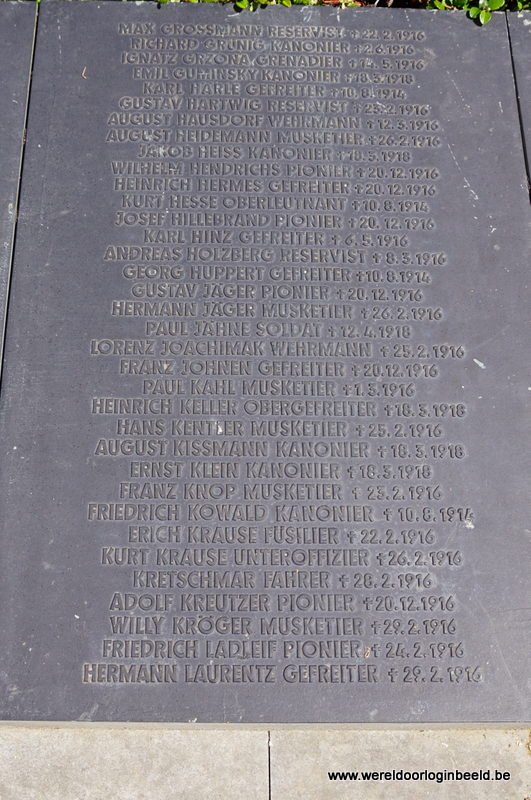 MAX GROSSMANN RESERVIST † 22.2.1916
RICHARD GRUNIG KANONIER † 2.6.1916
IGNATZ GRZONA GRENADIER † 14.5.1916
EMIL GUMINSKY KANONIER † 18.3.1918
KARL HARLE GEFREITER † 10.8.1914
GUSTAV HARTWIG RESERVIST † 25.2.1916
AUGUST HAUSDORF WEHRMANN † 12.3.1916
AUGUST HEIDEMANN MUSKETIER † 26.2.1916
JAKOB HEISS KANONIER † 18.3.1918
WILHELM HENDRICHS PIONIER † 20.12.1916
HEINRICH HERMES GEFREITER † 20.12.1916
KURT HESSE OBERLEUTNANT † 10.8.1914
JOSEF HILLEBRAND PIONIER † 20.12.1916
KARL HINZ GEFREITER † 6.5.1916
ANDREAS HOLZBERG RESERVIST † 8.3.1916
GEORG HUPPERT GEFREITER † 10.8.1914
GUSTAV JÄGER PIONIER † 20.12.1916
HERMANN JÄGER MUSKETIER † 26.2.1916
PAUL JÄHNE SOLDAT † 12.4.1918
LORENZ JOACHIMAK WEHRMANN † 25.2.1916
FRANZ JOHNEN GEFREITER † 20.12.1916
PAUL KAHL MUSKETIER † 1.3.1916
HEINRICH KELLER OBERGEFREITER † 18.3.1918
HANS KENTLER MUSKETIER † 25.2.1916
AUGUST KISSMANN KANONIER † 18.3.1918
ERNST KLEIN KANONIER † 18.3.1918
FRANZ KNOP MUSKETIER † 23.2.1916
FRIEDRICH KOWALD KANONIER † 10.8.1914
ERICH KRAUSE FÜSILIER † 22.2.1916
KURT KRAUSE UNTEROFFIZIER † 26.2.1916
KRETSCHMAR FAHRER † 28.2.1916
ADOLF KREUTZER PIONIER † 20.12.1916
WILLY KRÖGER MUSKETIER † 29.2.1916
FRIEDRICH LADLEIF PIONIER † 24.2.1916
HERMANN LAURENTZ GEFREITER † 29.2.1916
www.wereldoorloginbeeld.be